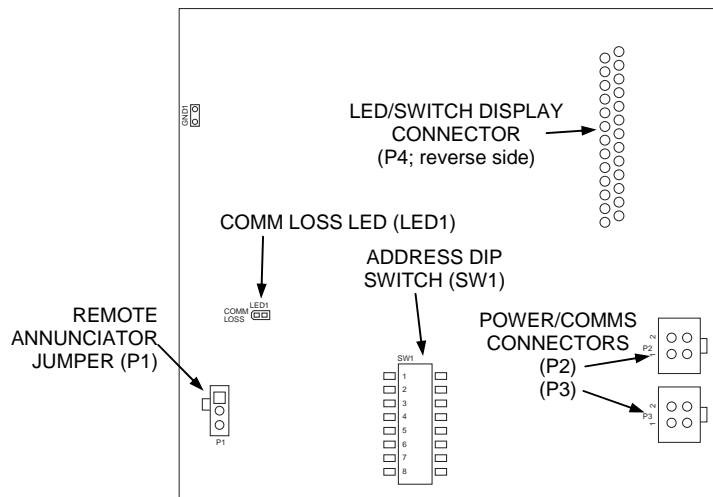 GND1
LED/SWITCH DISPLAY
CONNECTOR
(P4; reverse side)
COMM LOSS LED (LED1)
ADDRESS DIP
SWITCH (SW1)
LED1
COMM
LOSS
REMOTE
ANNUNCIATOR
JUMPER (P1)
POWER/COMMS
CONNECTORS
(P2)
(P3)
P2
1 2
P3
1 2
SW1
1
2
3
4
5
6
7
8
P1